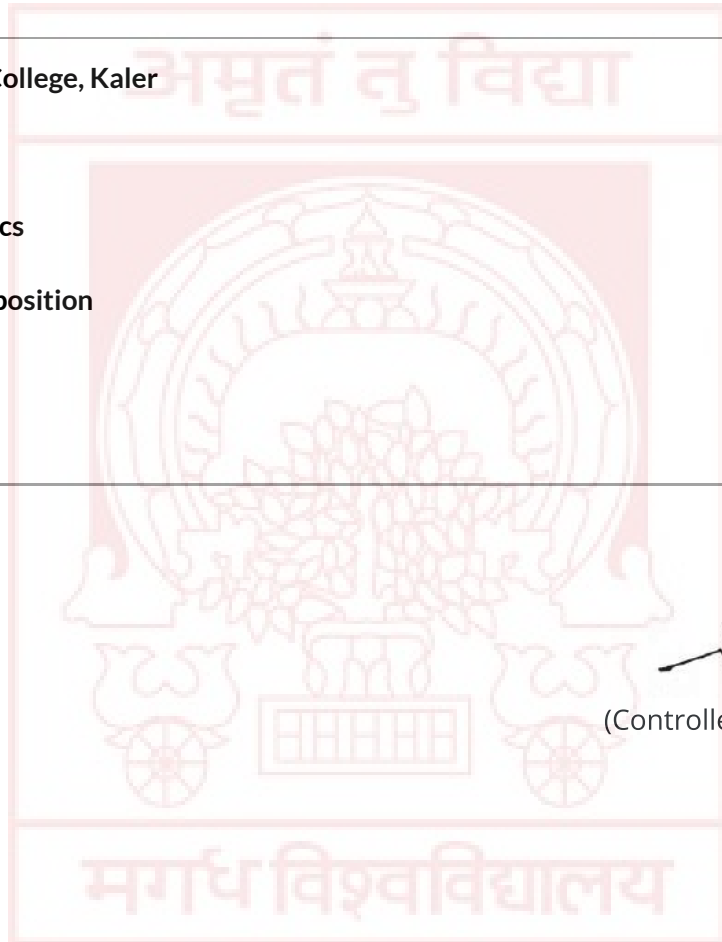 अमृतं तु विद्या
College, Kaler
cs
position
(Controlle
मगध विश्वविद्यालय